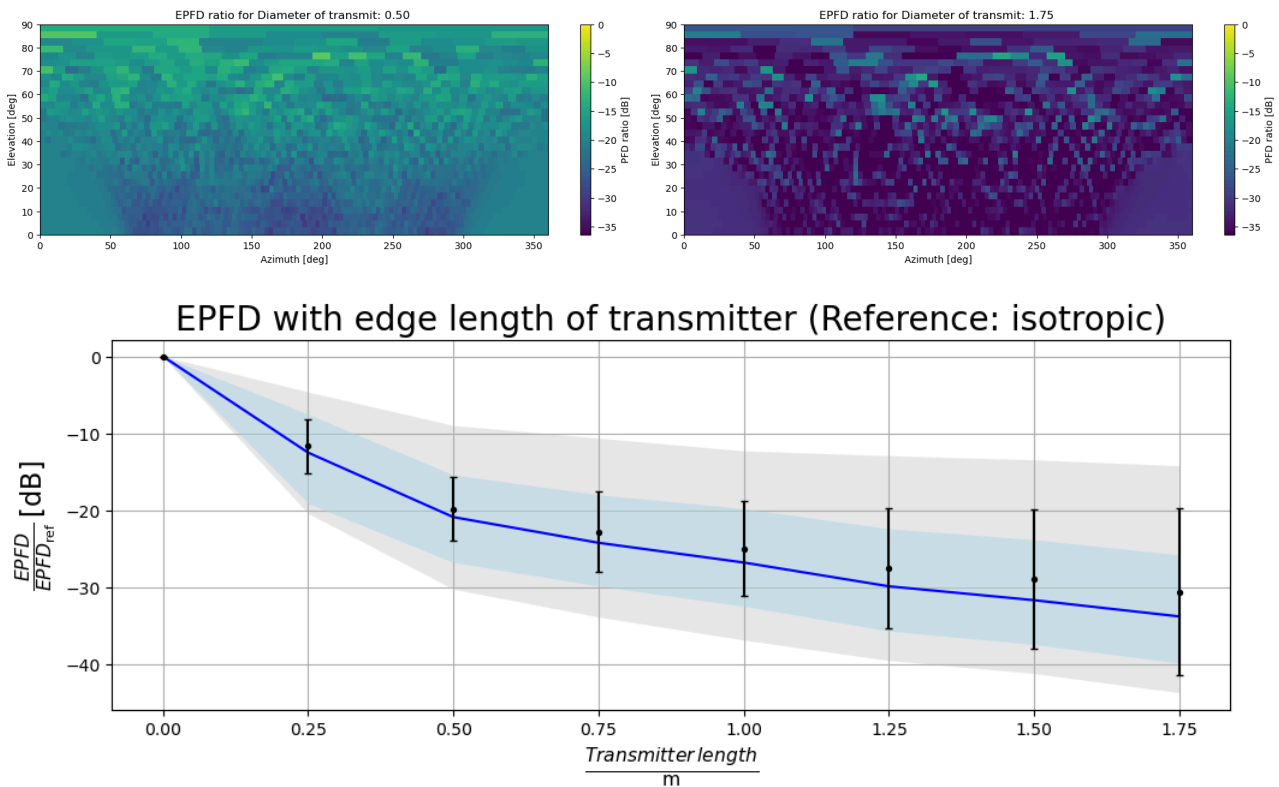 EPFD ratio for Diameter of transmit: 0.50
90
80
70
60
50
40
30
20
10
0
Elevation [deg]
0 50 100 150 200 250 300 350
Azimuth [deg]
0
−5
−10
−15
−20
−25
−30
−35
PFD ratio [dB]
EPFD ratio for Diameter of transmit: 1.75
90
80
70
60
50
40
30
20
10
0
Elevation [deg]
0 50 100 150 200 250 300 350
Azimuth [deg]
0
−5
−10
−15
−20
−25
−30
−35
PFD ratio [dB]
EPFD with edge length of transmitter (Reference: isotropic)
0
−10
−20
−30
−40
EPFD
EPFDref [dB]
0.00 0.25 0.50 0.75 1.00 1.25 1.50 1.75
Transmitter length
m